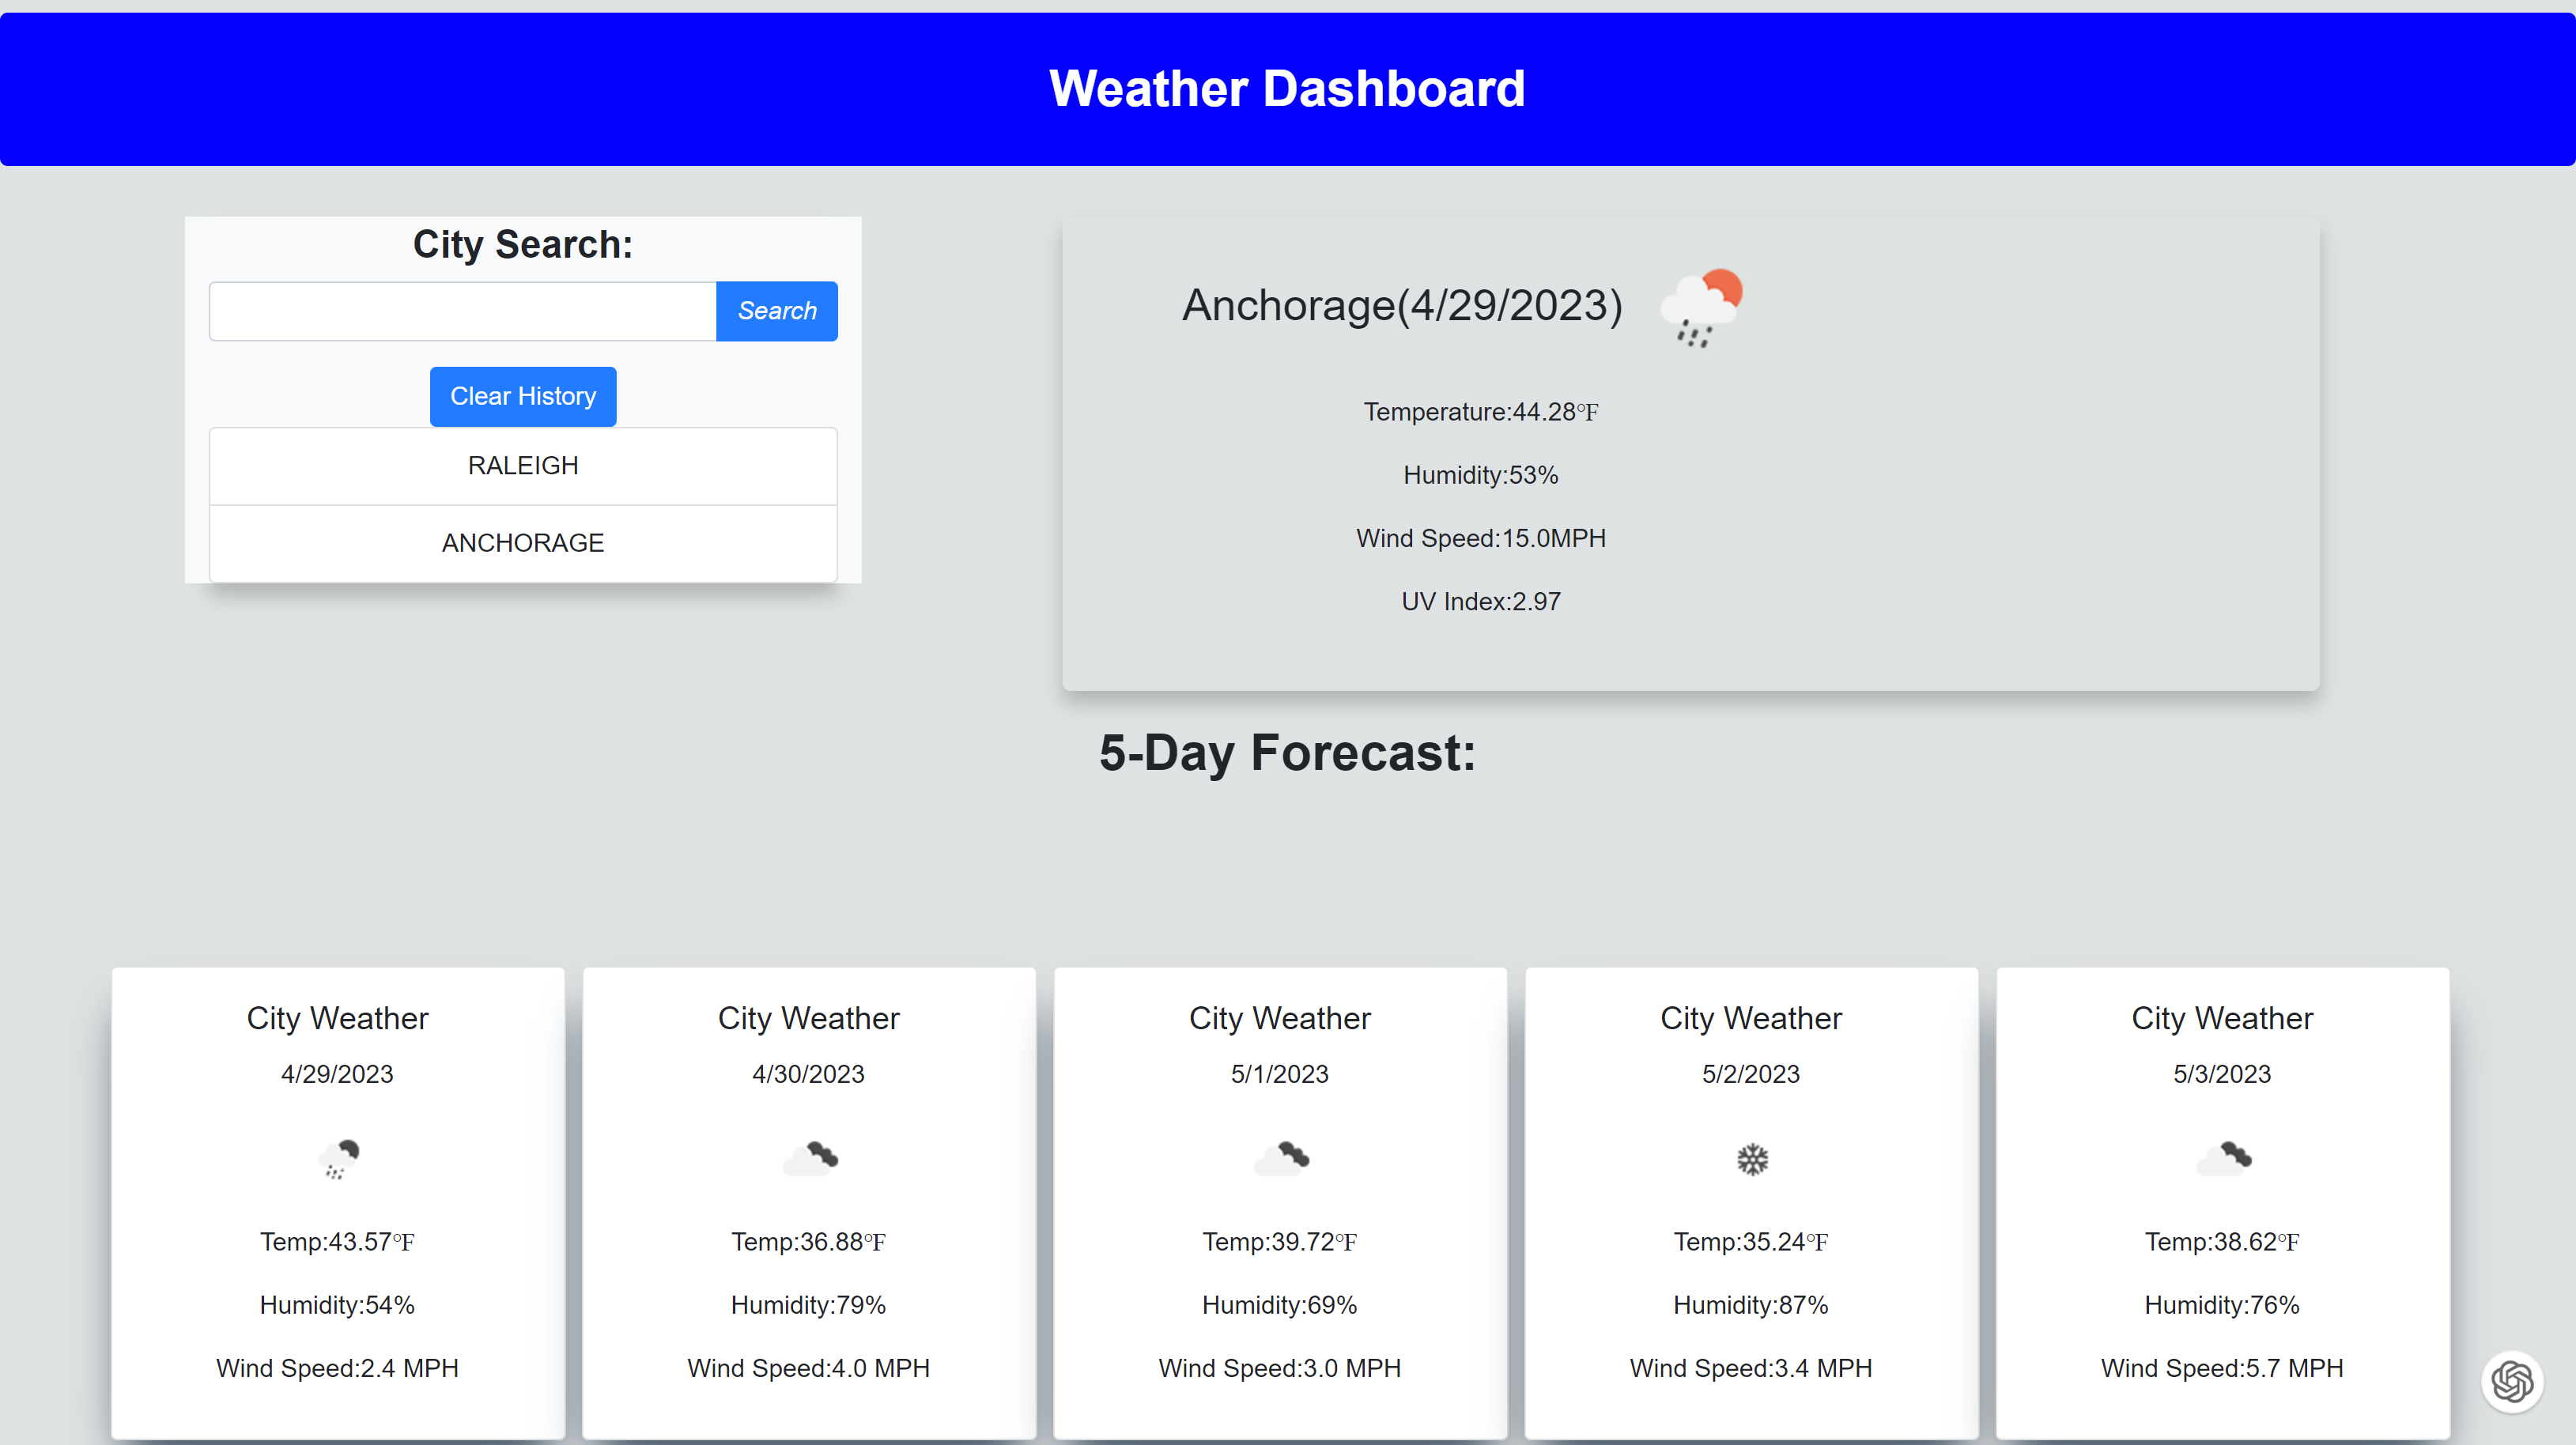 Weather Dashboard
City Search:
Search
Clear History
RALEIGH
ANCHORAGE
Anchorage(4/29/2023)
Temperature:44.28°F
Humidity:53%
Wind Speed:15.0MPH
UV Index:2.97
5-Day Forecast:
City Weather
4/29/2023
Temp:43.57°F
Humidity:54%
Wind Speed:2.4 MPH
City Weather
4/30/2023
Temp:36.88°F
Humidity:79%
Wind Speed:4.0 MPH
City Weather
5/1/2023
Temp:39.72°F
Humidity:69%
Wind Speed:3.0 MPH
City Weather
5/2/2023
Temp:35.24°F
Humidity:87%
Wind Speed:3.4 MPH
City Weather
5/3/2023
Temp:38.62°F
Humidity:76%
Wind Speed:5.7 MPH